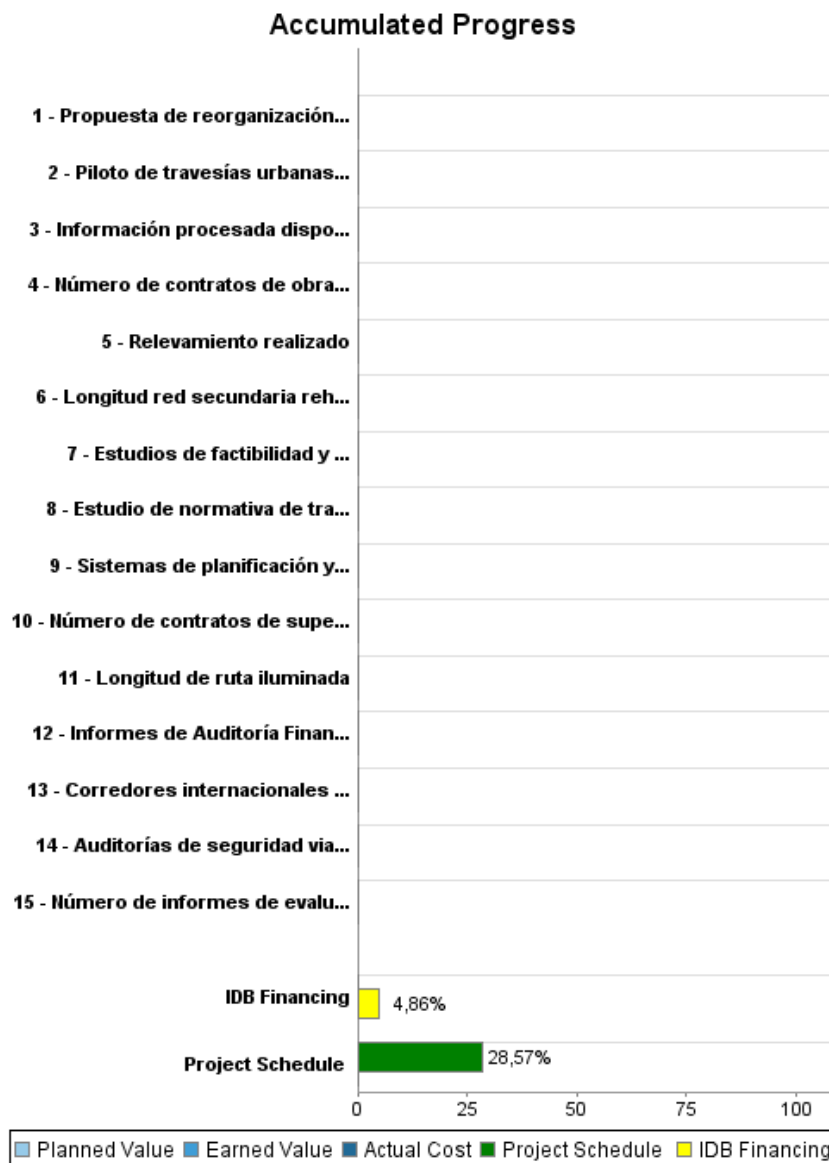 Accumulated Progress
1 - Propuesta de reorganización...
2 - Piloto de travesías urbanas...
3 - Información procesada dispo...
4 - Número de contratos de obra...
5 - Relevamiento realizado
6 - Longitud red secundaria reh...
7 - Estudios de factibilidad y ...
8 - Estudio de normativa de tra...
9 - Sistemas de planificación y...
10 - Número de contratos de supe...
11 - Longitud de ruta iluminada
12 - Informes de Auditoría Finan...
13 - Corredores internacionales ...
14 - Auditorías de seguridad via...
15 - Número de informes de evalu...
IDB Financing 4,86%
Project Schedule 28,57%
0 25 50 75 100
Planned Value Earned Value Actual Cost Project Schedule IDB Financing